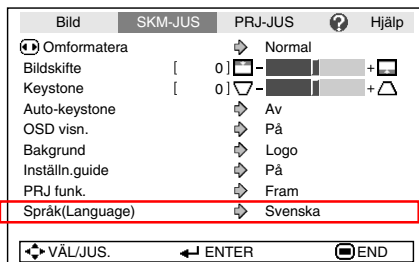 Bild SKM-JUS PRJ-JUS ? Hjälp
Omformatera Normal
Bildskifte [ 0 ] - +
Keystone [ 0 ] - +
Auto-keystone Av
OSD visn. På
Bakgrund Logo
Inställn.guide På
PRJ funk. Fram
Språk(Language) Svenska
VÄL/JUS. ENTER END